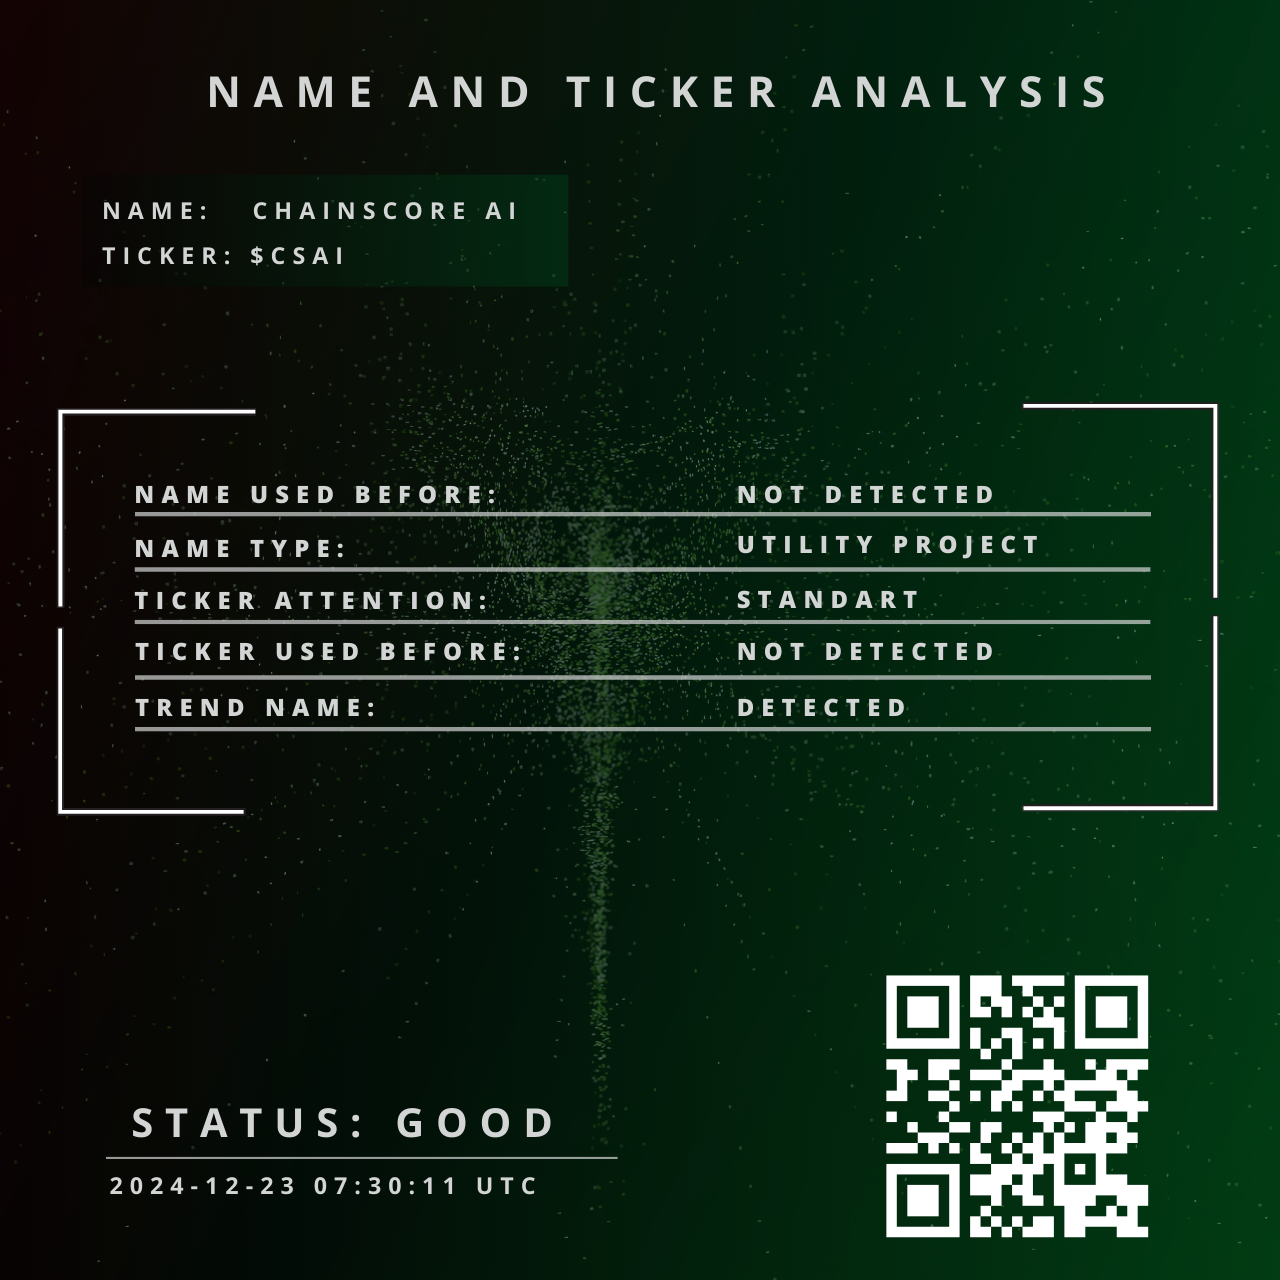 NAME AND TICKER ANALYSIS
NAME: CHAINSCORE AI
TICKER: $CSAI
NAME USED BEFORE: NOT DETECTED
NAME TYPE: UTILITY PROJECT
TICKER ATTENTION: STANDART
TICKER USED BEFORE: NOT DETECTED
TREND NAME: DETECTED
STATUS: GOOD
2024-12-23 07:30:11 UTC